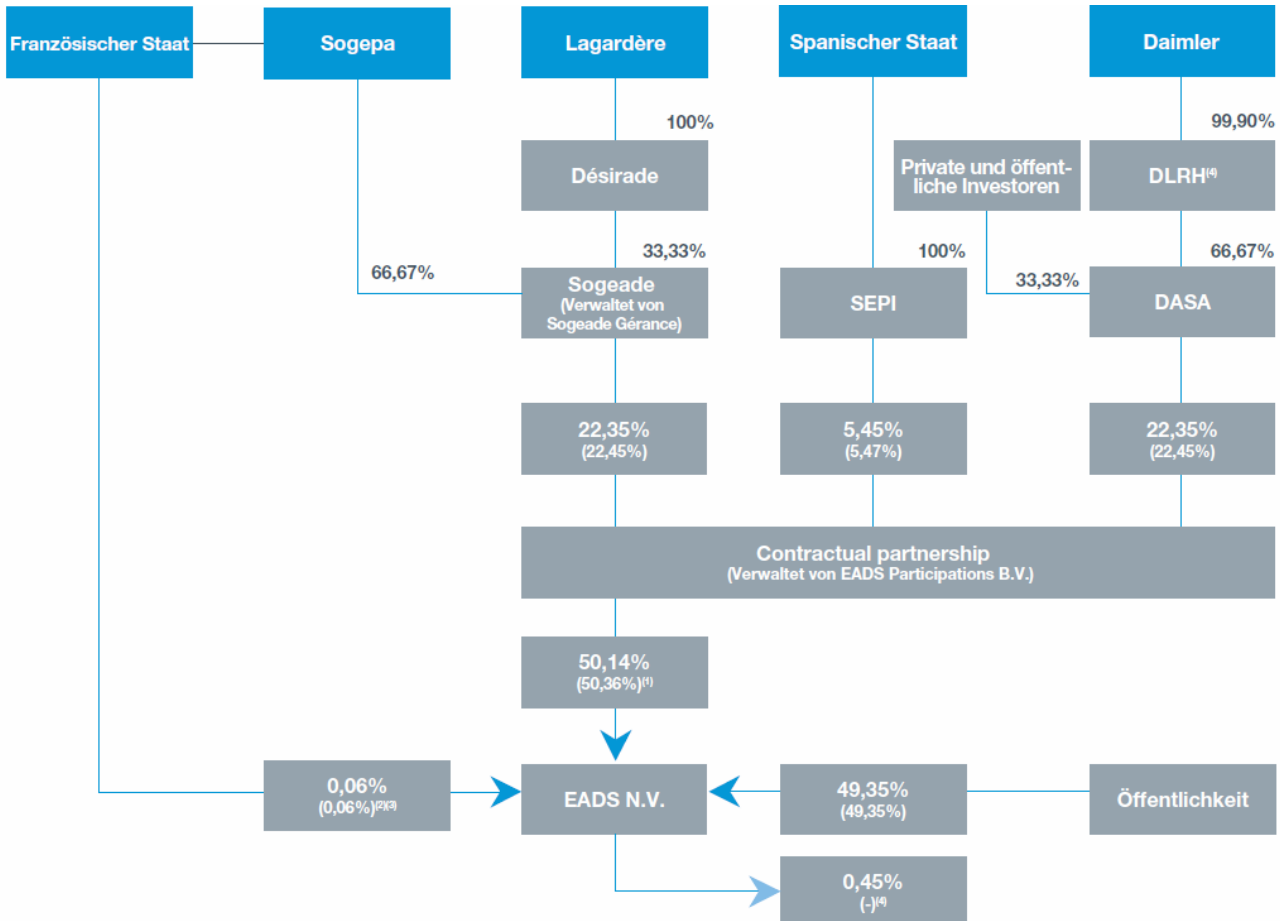 Französischer Staat
Sogepa
Lagardère
Spanischer Staat
Daimler
100%
99,90%
Désirade
Private und öffent-
liche Investoren
DLRH(4)
66,67%
33,33%
100%
33,33%
66,67%
Sogeade
(Verwaltet von
Sogeade Gérance)
SEPI
DASA
22,35%
(22,45%)
5,45%
(5,47%)
22,35%
(22,45%)
Contractual partnership
(Verwaltet von EADS Participations B.V.)
50,14%
(50,36%)(1)
0,06%
(0,06%)(2)(3)
EADS N.V.
49,35%
(49,35%)
Öffentlichkeit
0,45%
(-)(4)